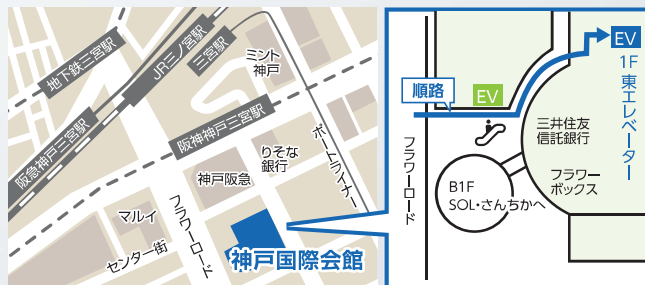 地下鉄三宮駅
JR三ノ宮駅
三宮駅
ミント
神戸
阪急神戸三宮駅
阪神神戸三宮駅
りそな
銀行
ポートライナー
神戸阪急
マルイ
フラワーロード
センター街
神戸国際会館
EV
1F 東エレベーター
順路
EV
三井住友
信託銀行
フラワー
ボックス
フラワーロード
B1F
SOL・さんちかへ